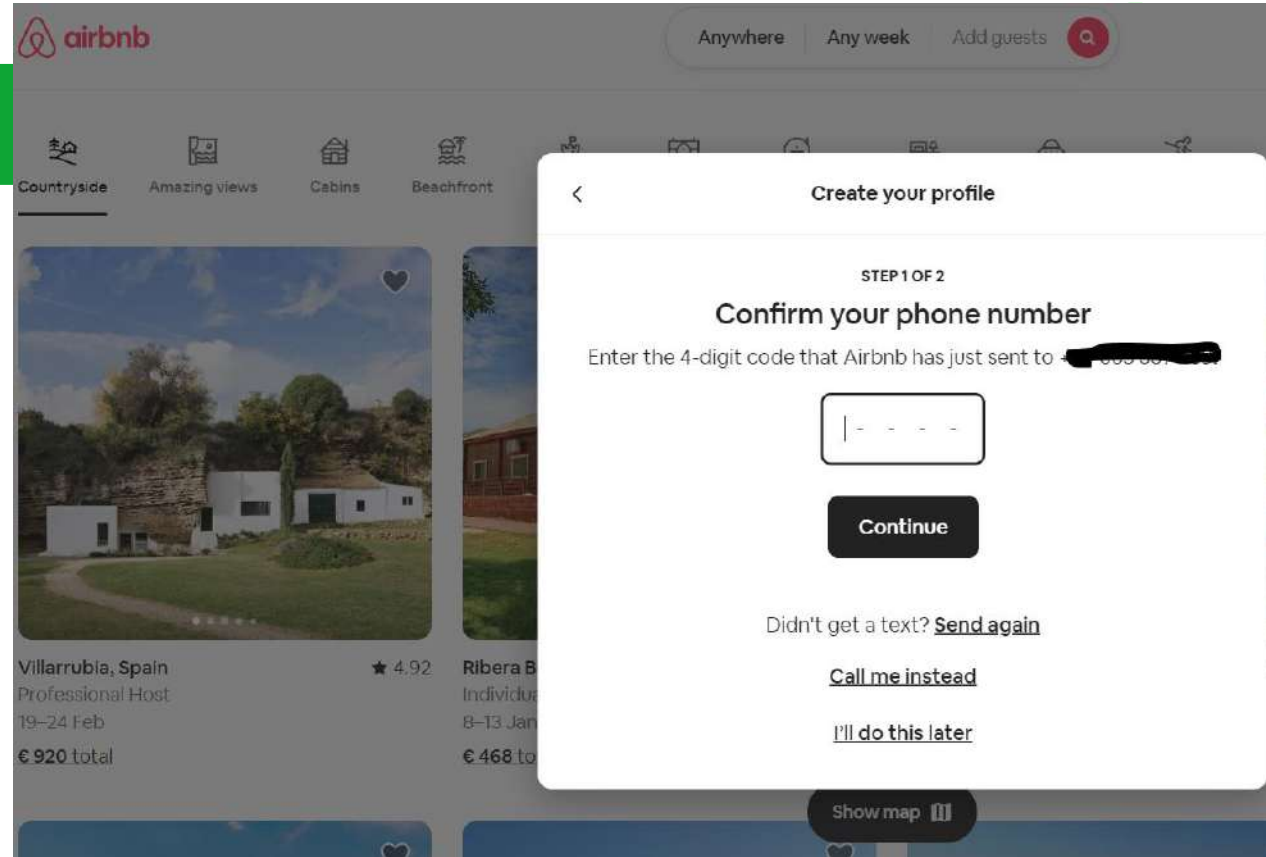 airbnb
Anywhere Any week Add guests
Countryside Amazing views Cabins Beachfront
Create your profile
STEP 1 OF 2
Confirm your phone number
Enter the 4-digit code that Airbnb has just sent to
- - - -
Continue
Didn't get a text? Send again
Call me instead
I'll do this later
Villarrubia, Spain ★ 4.92
Professional Host
19–24 Feb
€ 920 total
Ribera B
Individua
8–13 Jan
€ 468 to
Show map